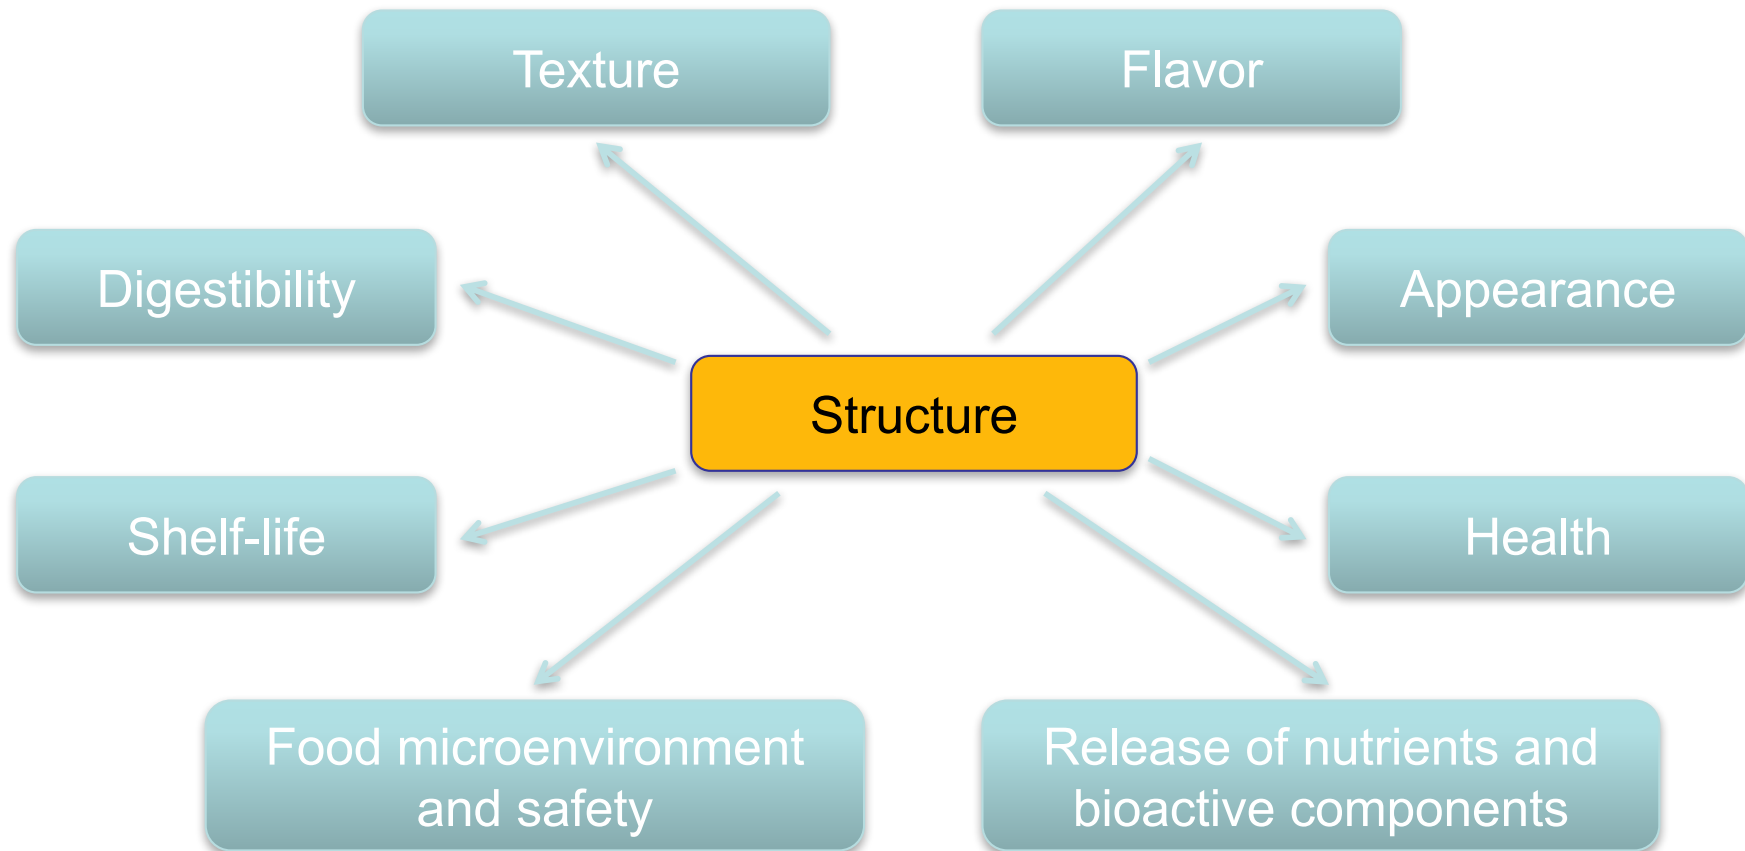 Texture
Flavor
Digestibility
Appearance
Structure
Shelf-life
Health
Food microenvironment
and safety
Release of nutrients and
bioactive components